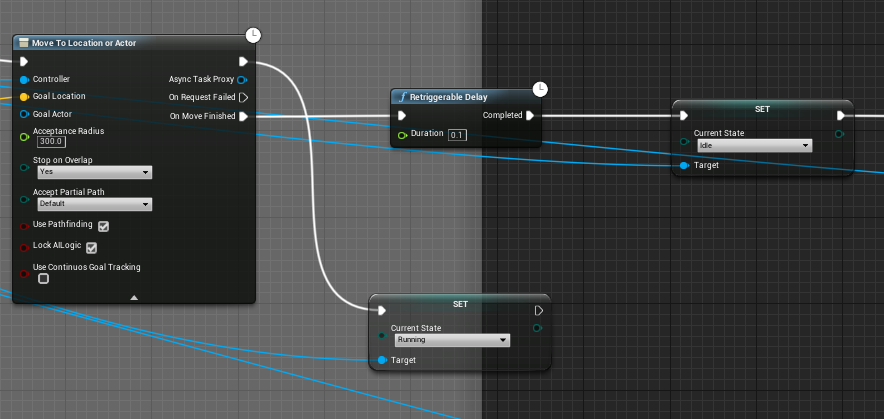 Move To Location or Actor
Controller
Async Task Proxy
Goal Location
On Request Failed
Goal Actor
On Move Finished
Acceptance Radius
300.0
Stop on Overlap
Yes
Accept Partial Path
Default
Use Pathfinding
Lock AILogic
Use Continuos Goal Tracking
f Retriggerable Delay
Completed
Duration 0.1
SET
Current State
Idle
Target
SET
Current State
Running
Target